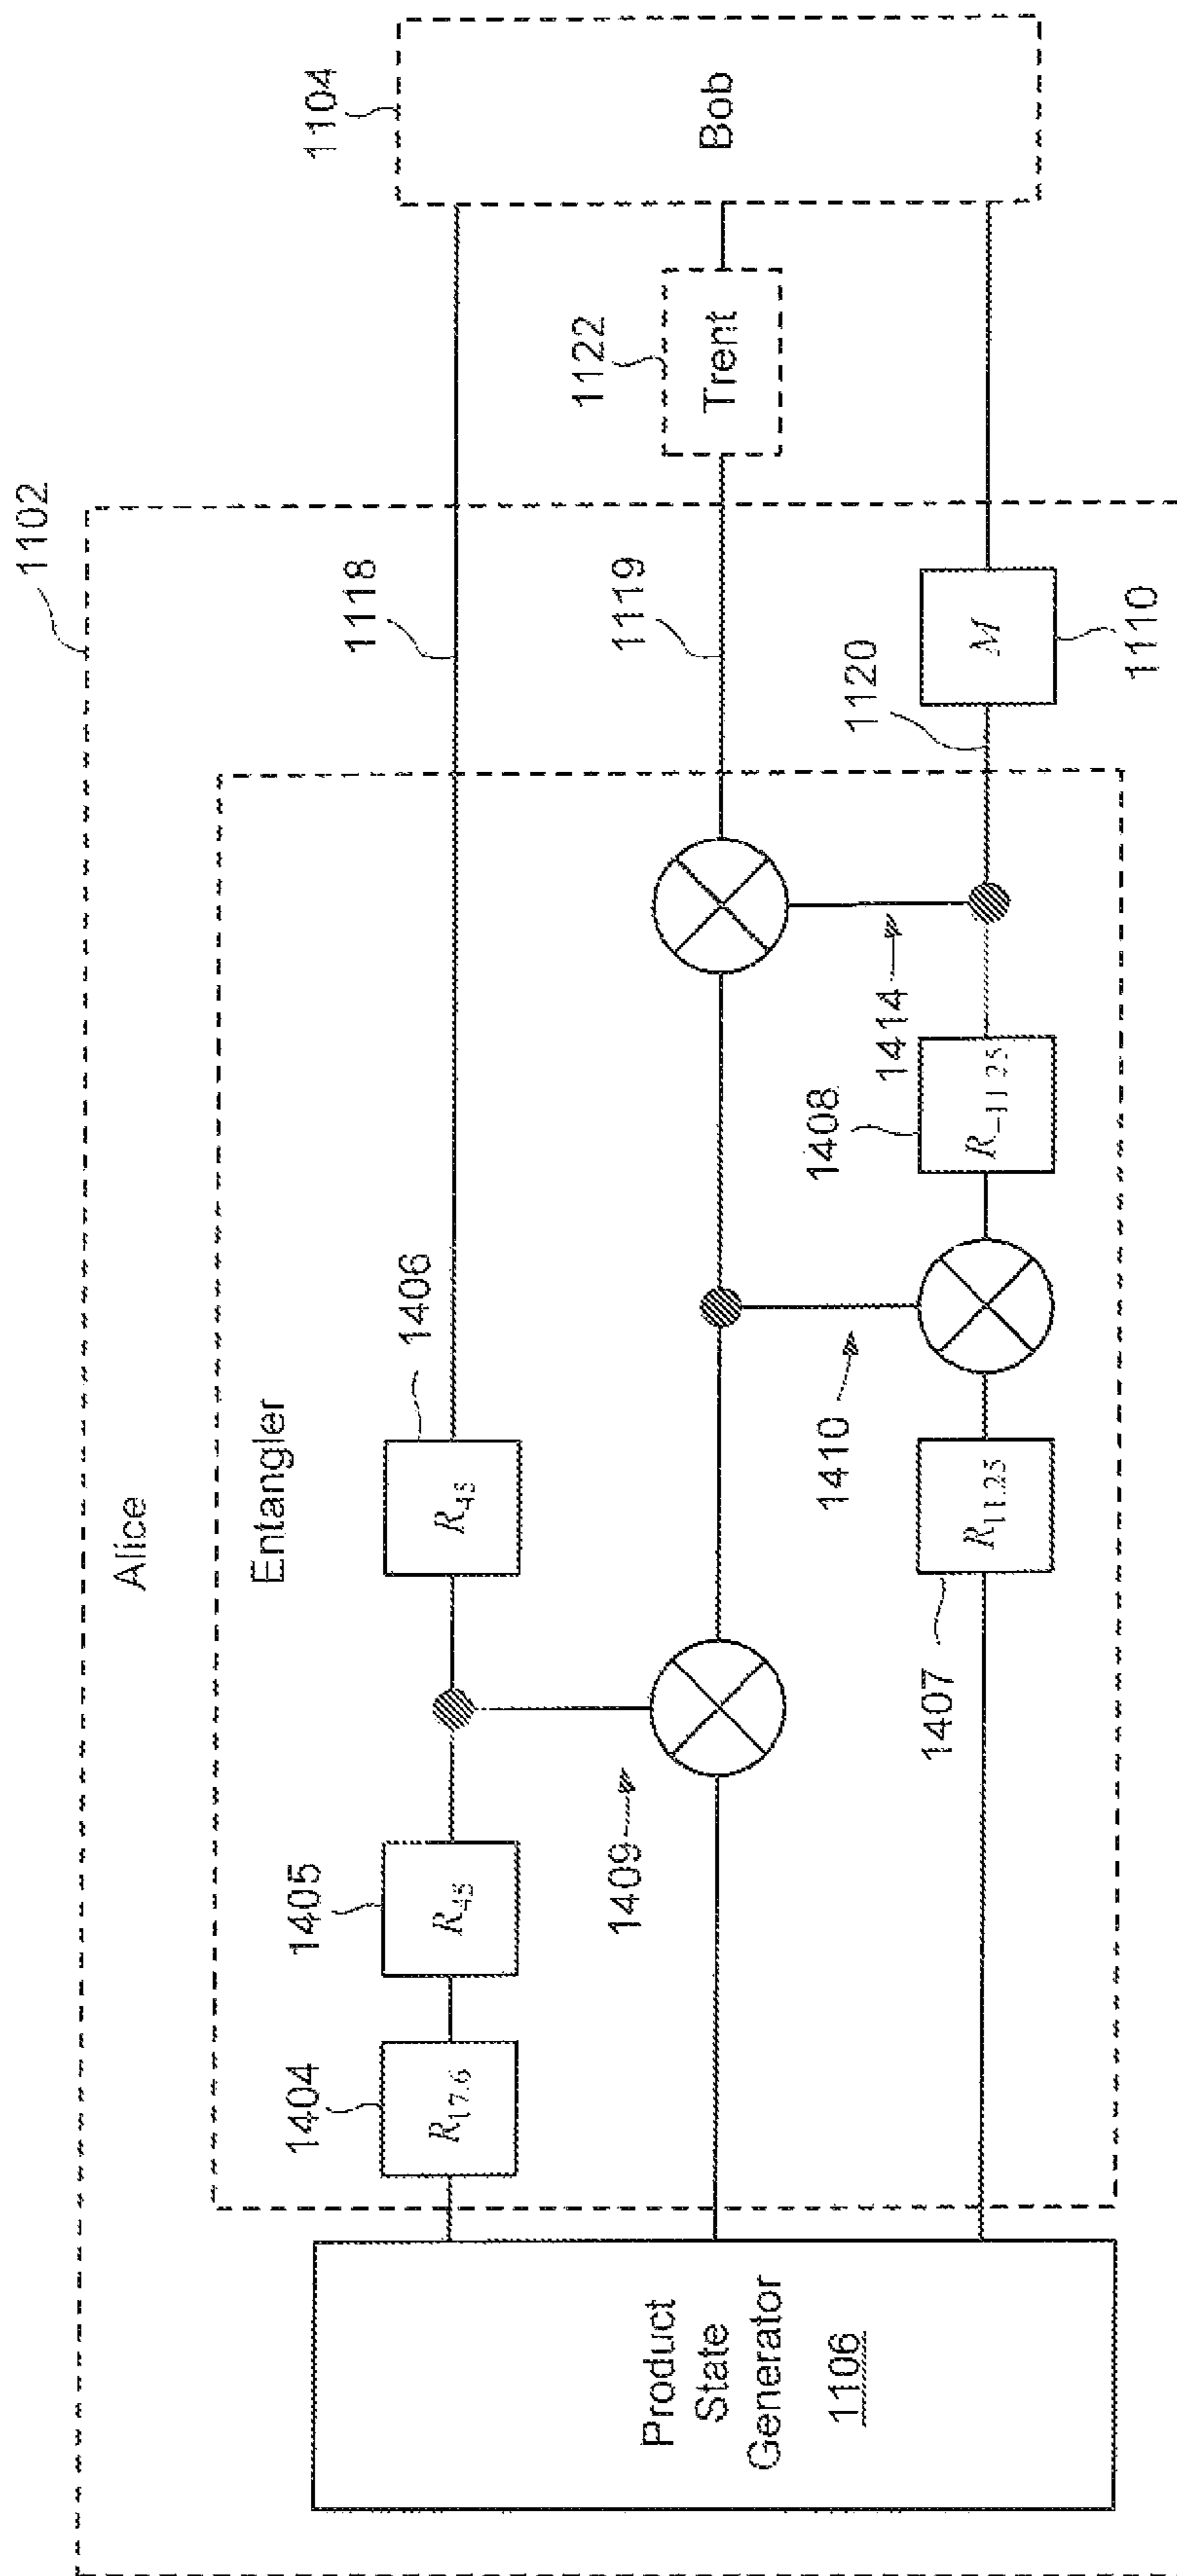 1102
Alice
Entangler
1104
Bob
1122
Trent
1118
1119
1120
M
1110
1404
R17.6
1405
R45
1406
R45
1409
1410
1407
R11.25
1408
R−11.25
1414
Product
State
Generator
1106